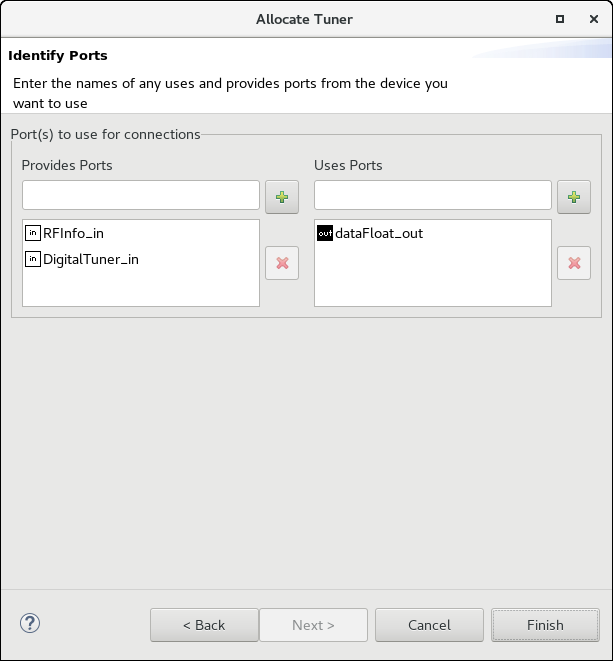 Allocate Tuner
Identify Ports
Enter the names of any uses and provides ports from the device you
want to use
Port(s) to use for connections
Provides Ports
Uses Ports
in RFInfo_in
in DigitalTuner_in
out dataFloat_out
?
< Back
Next >
Cancel
Finish